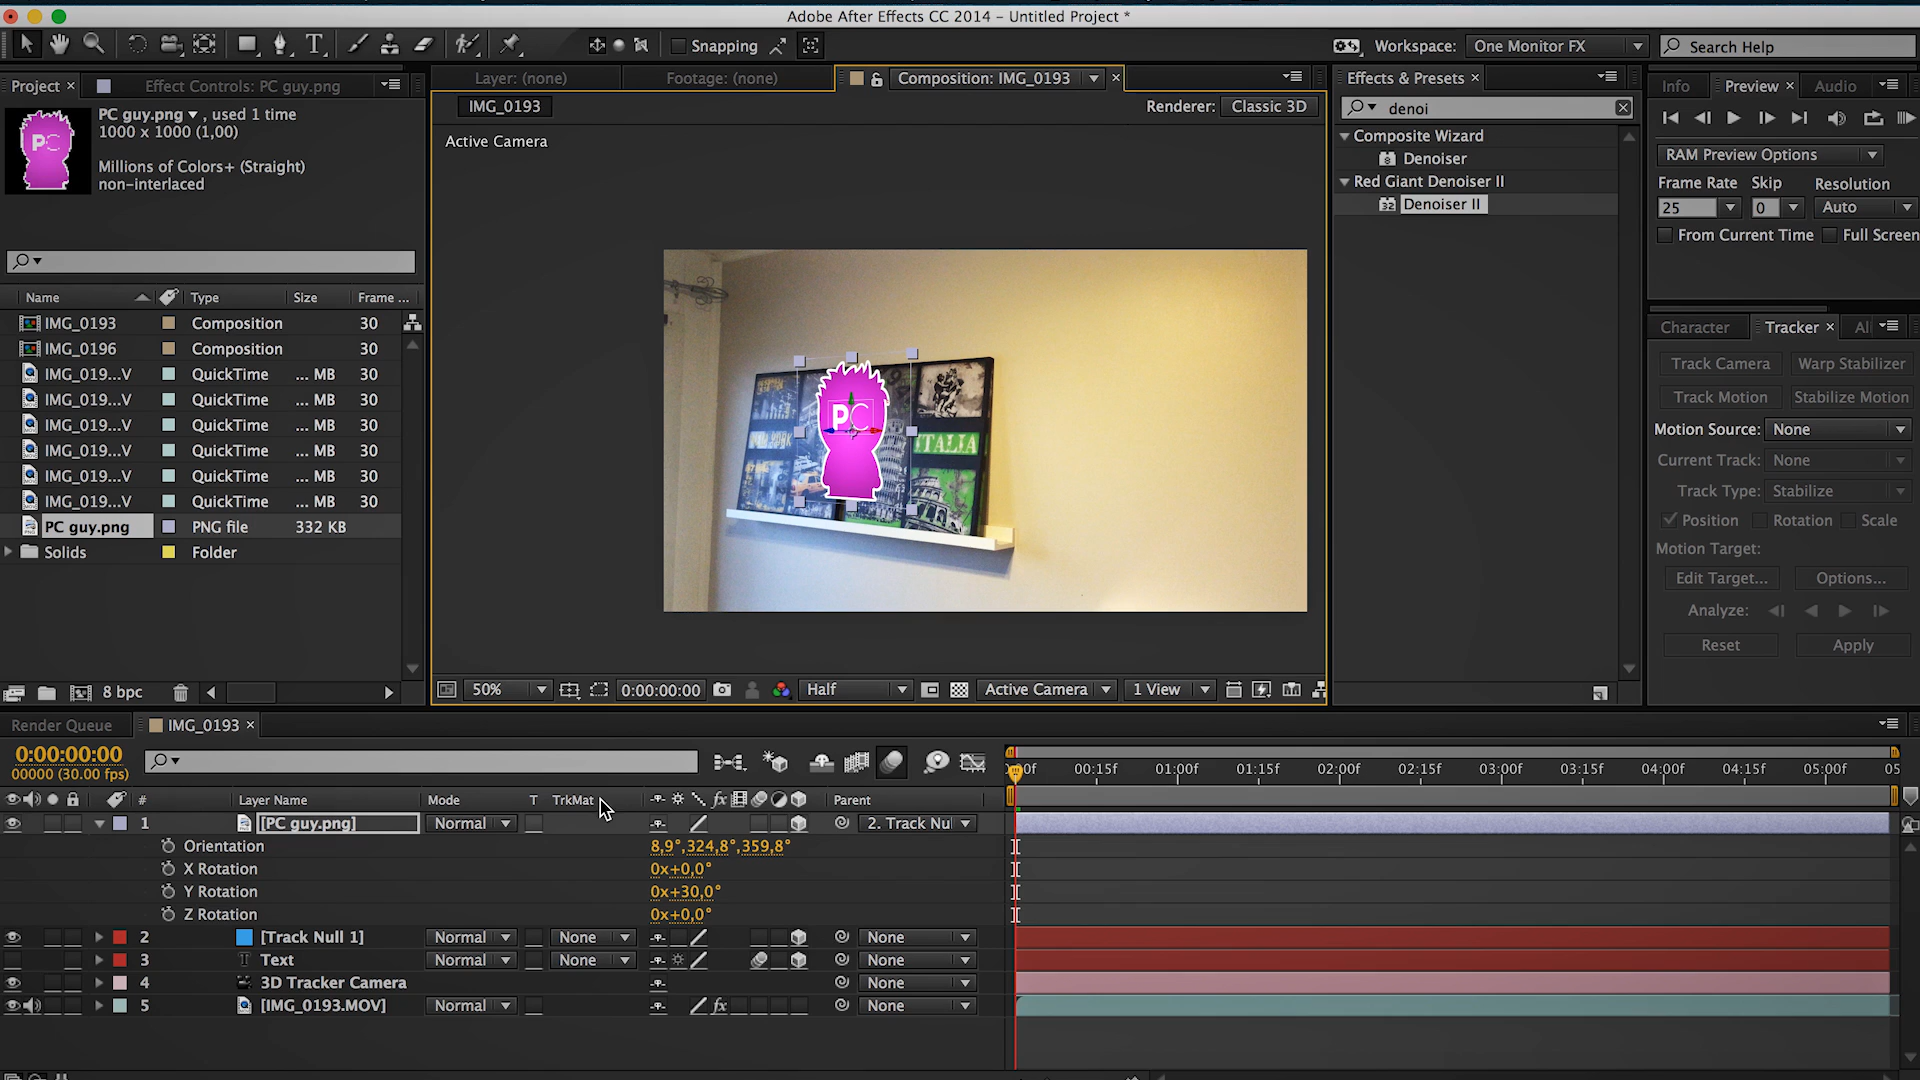 Adobe After Effects CC 2014 – Untitled Project *
T
Snapping
Workspace: One Monitor FX
Search Help
Project ×
Effect Controls: PC guy.png
Layer: (none)
Footage: (none)
Composition: IMG_0193
×
Effects & Presets ×
Info
Preview ×
Audio
PC guy.png ▾ , used 1 time
1000 x 1000 (1,00)
Millions of Colors+ (Straight)
non-interlaced
PC
IMG_0193
Renderer: Classic 3D
Active Camera
denoi
Composite Wizard
Denoiser
Red Giant Denoiser II
32 Denoiser II
RAM Preview Options
Frame Rate Skip Resolution
25 0 Auto
From Current Time Full Screen
Name Type Size Frame ...
IMG_0193 Composition 30
IMG_0196 Composition 30
IMG_019...V QuickTime ... MB 30
IMG_019...V QuickTime ... MB 30
IMG_019...V QuickTime ... MB 30
IMG_019...V QuickTime ... MB 30
IMG_019...V QuickTime ... MB 30
IMG_019...V QuickTime ... MB 30
PC guy.png PNG file 332 KB
Solids Folder
PC
ITALIA
Character
Tracker ×
Al
Track Camera Warp Stabilizer
Track Motion Stabilize Motion
Motion Source: None
Current Track: None
Track Type: Stabilize
Position Rotation Scale
Motion Target:
Edit Target... Options...
Analyze:
Reset Apply
8 bpc
50%
0:00:00:00
Half
Active Camera
1 View
Render Queue
IMG_0193 ×
0:00:00:00
00000 (30.00 fps)
:00f 00:15f 01:00f 01:15f 02:00f 02:15f 03:00f 03:15f 04:00f 04:15f 05:00f 05
# Layer Name Mode T TrkMat fx Parent
1 [PC guy.png] Normal 2. Track Nul
Orientation 8,9°,324,8°,359,8°
X Rotation 0x+0,0°
Y Rotation 0x+30,0°
Z Rotation 0x+0,0°
2 [Track Null 1] Normal None None
3 T Text Normal None None
4 3D Tracker Camera None
5 [IMG_0193.MOV] Normal fx None